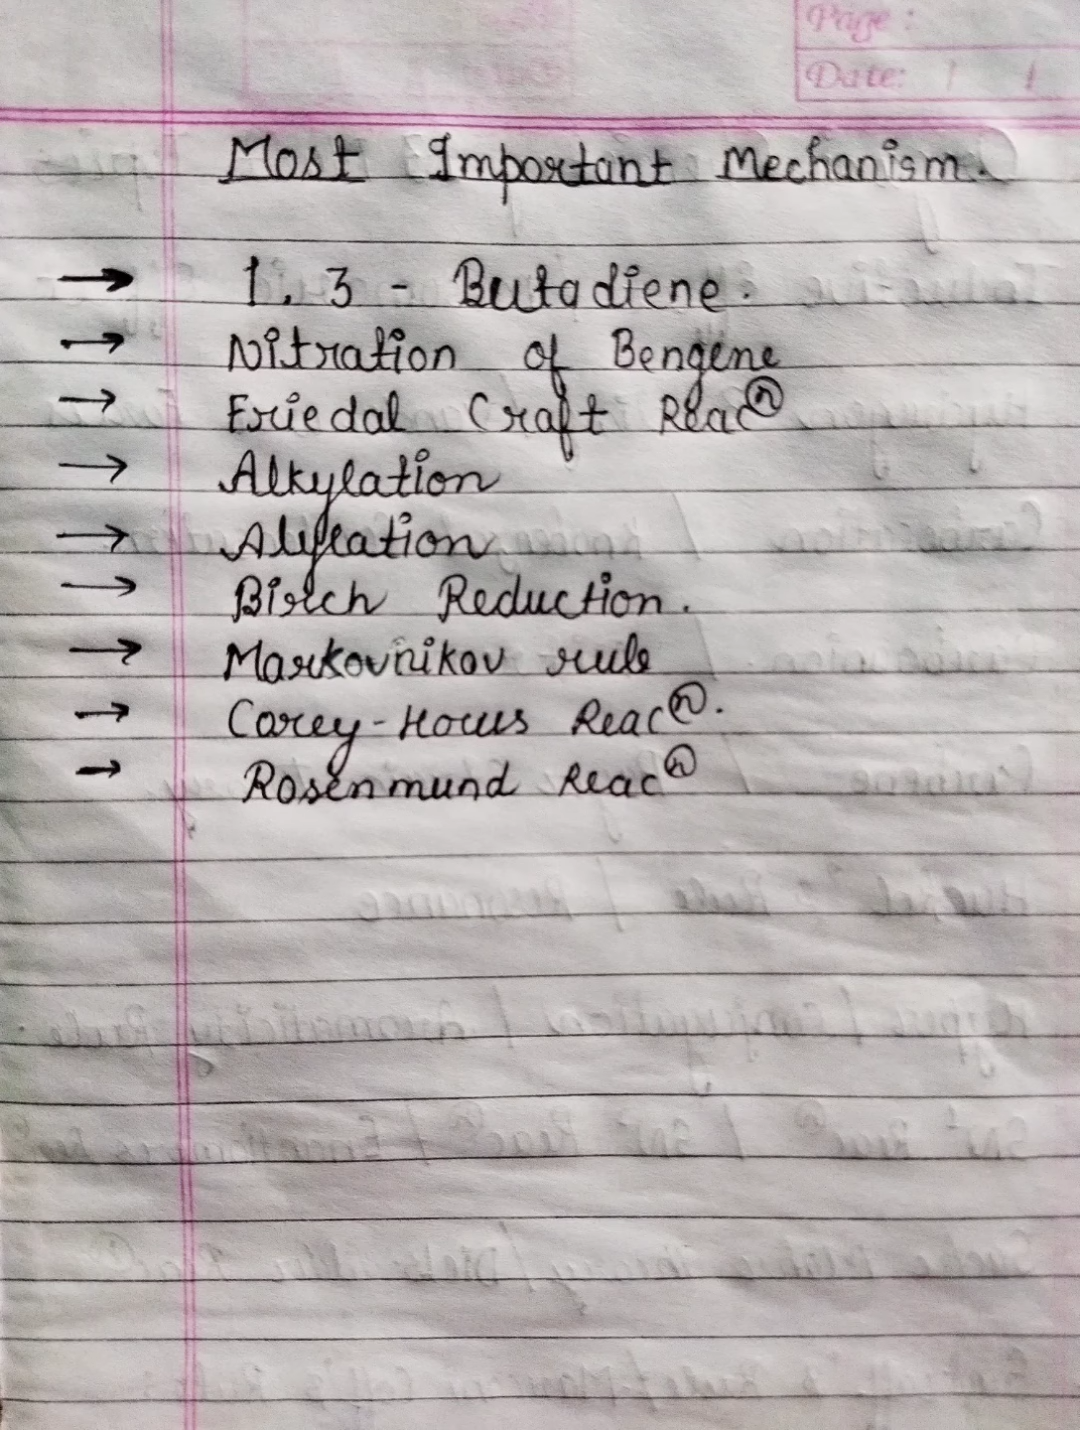 Page :
Date: / /
Most Important Mechanism.
→ 1, 3 - Butadiene.
→ Nitration of Bengene
→ Friedal Craft Reacⓝ
→ Alkylation
→ Birch Reduction.
→ Markovnikov rule
→ Corey-House Reacⓝ.
→ Rosenmund Reacⓝ